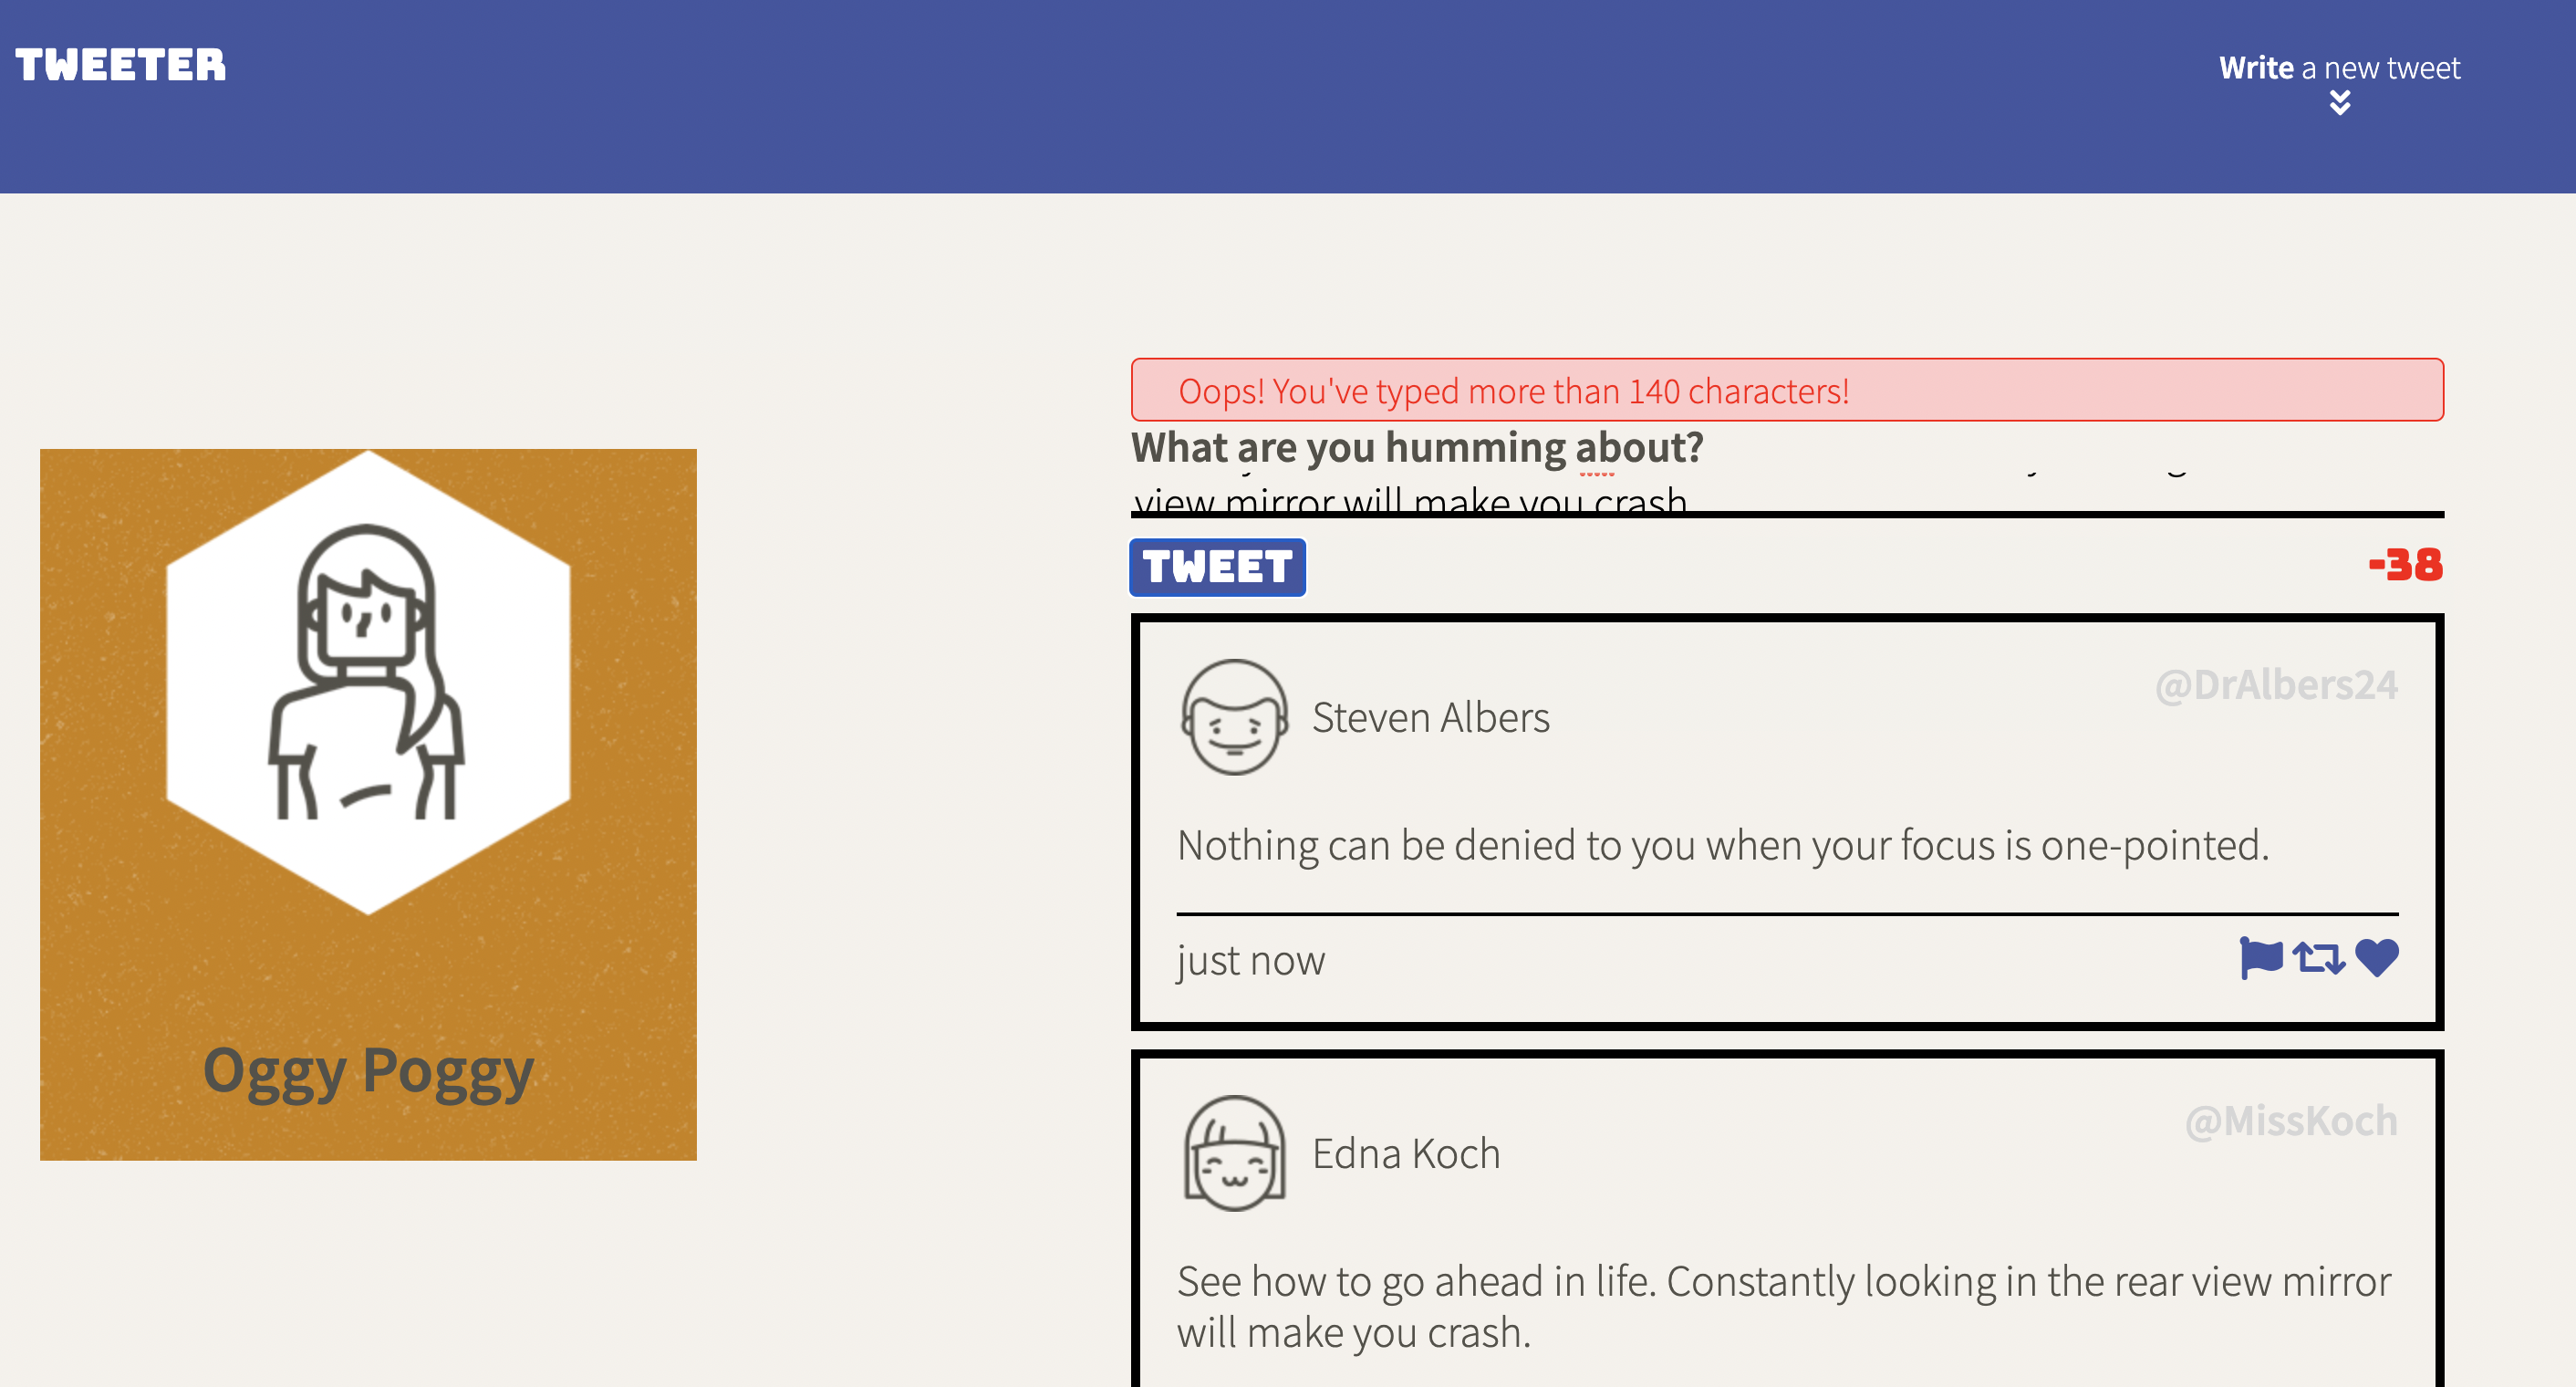 TWEETER
Write a new tweet
Oops! You've typed more than 140 characters!
What are you humming about?
view mirror will make you crash
TWEET
-38
Steven Albers
@DrAlbers24
Nothing can be denied to you when your focus is one-pointed.
just now
Oggy Poggy
Edna Koch
@MissKoch
See how to go ahead in life. Constantly looking in the rear view mirror
will make you crash.